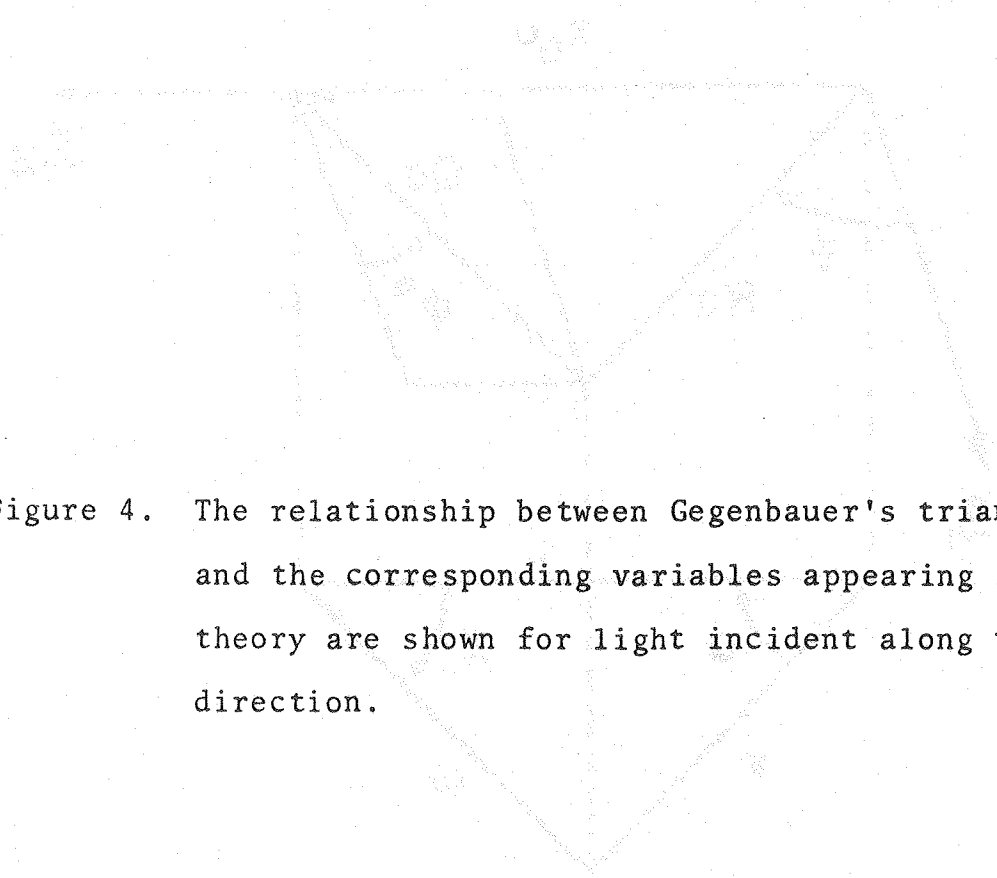 igure 4. The relationship between Gegenbauer's trian
and the corresponding variables appearing
theory are shown for light incident along
direction.